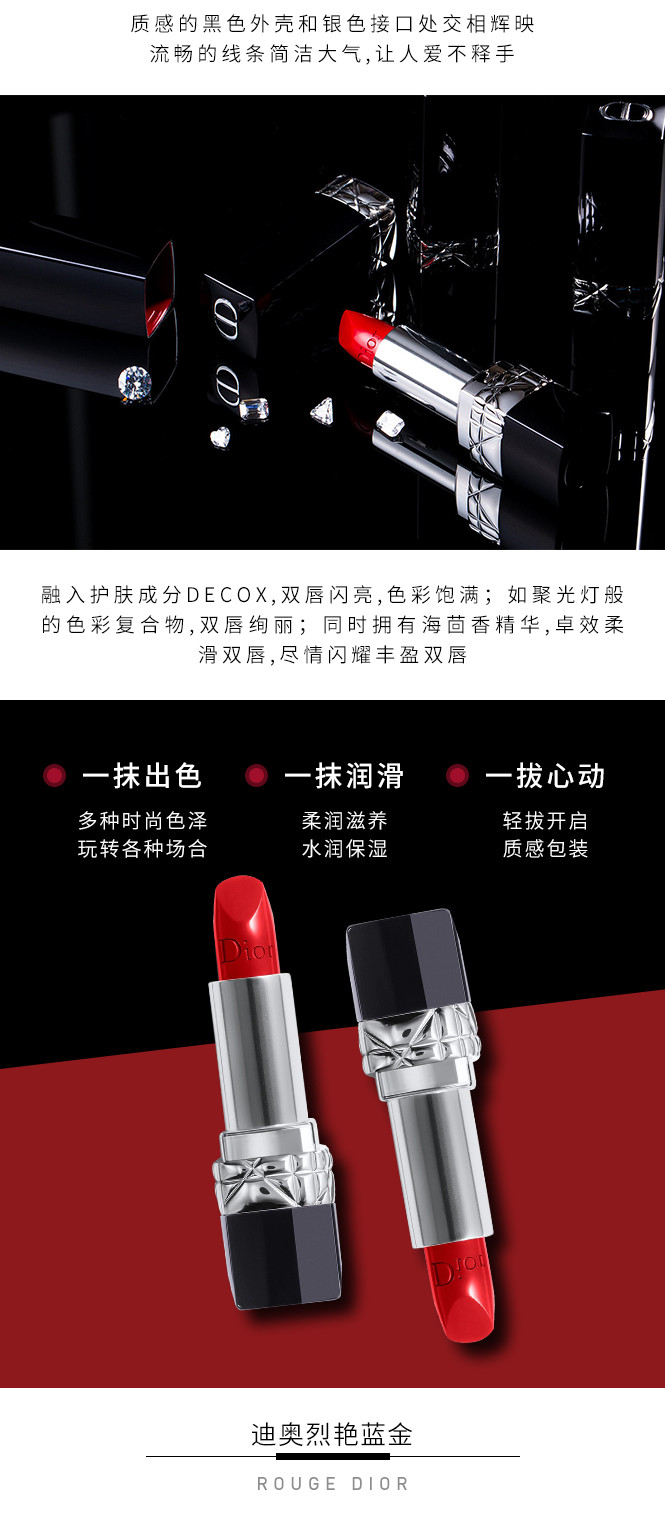 质感的黑色外壳和银色接口处交相辉映
流畅的线条简洁大气,让人爱不释手
Dior
融入护肤成分DECOX,双唇闪亮,色彩饱满；如聚光灯般
的色彩复合物,双唇绚丽；同时拥有海茴香精华,卓效柔
滑双唇,尽情闪耀丰盈双唇
一抹出色
多种时尚色泽
玩转各种场合
一抹润滑
柔润滋养
水润保湿
一拔心动
轻拔开启
质感包装
Dior
Dior
迪奥烈艳蓝金
ROUGE DIOR